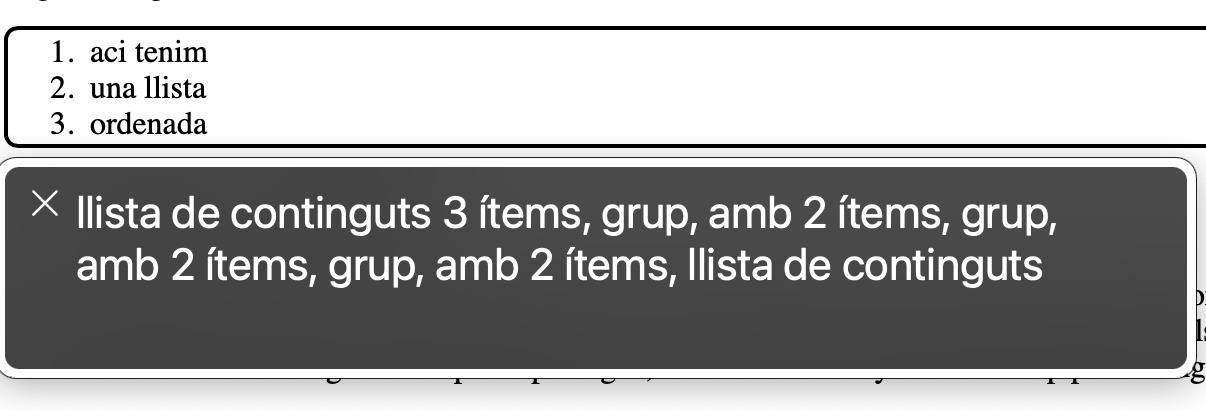 1. aci tenim
2. una llista
3. ordenada
llista de continguts 3 ítems, grup, amb 2 ítems, grup,
amb 2 ítems, grup, amb 2 ítems, llista de continguts